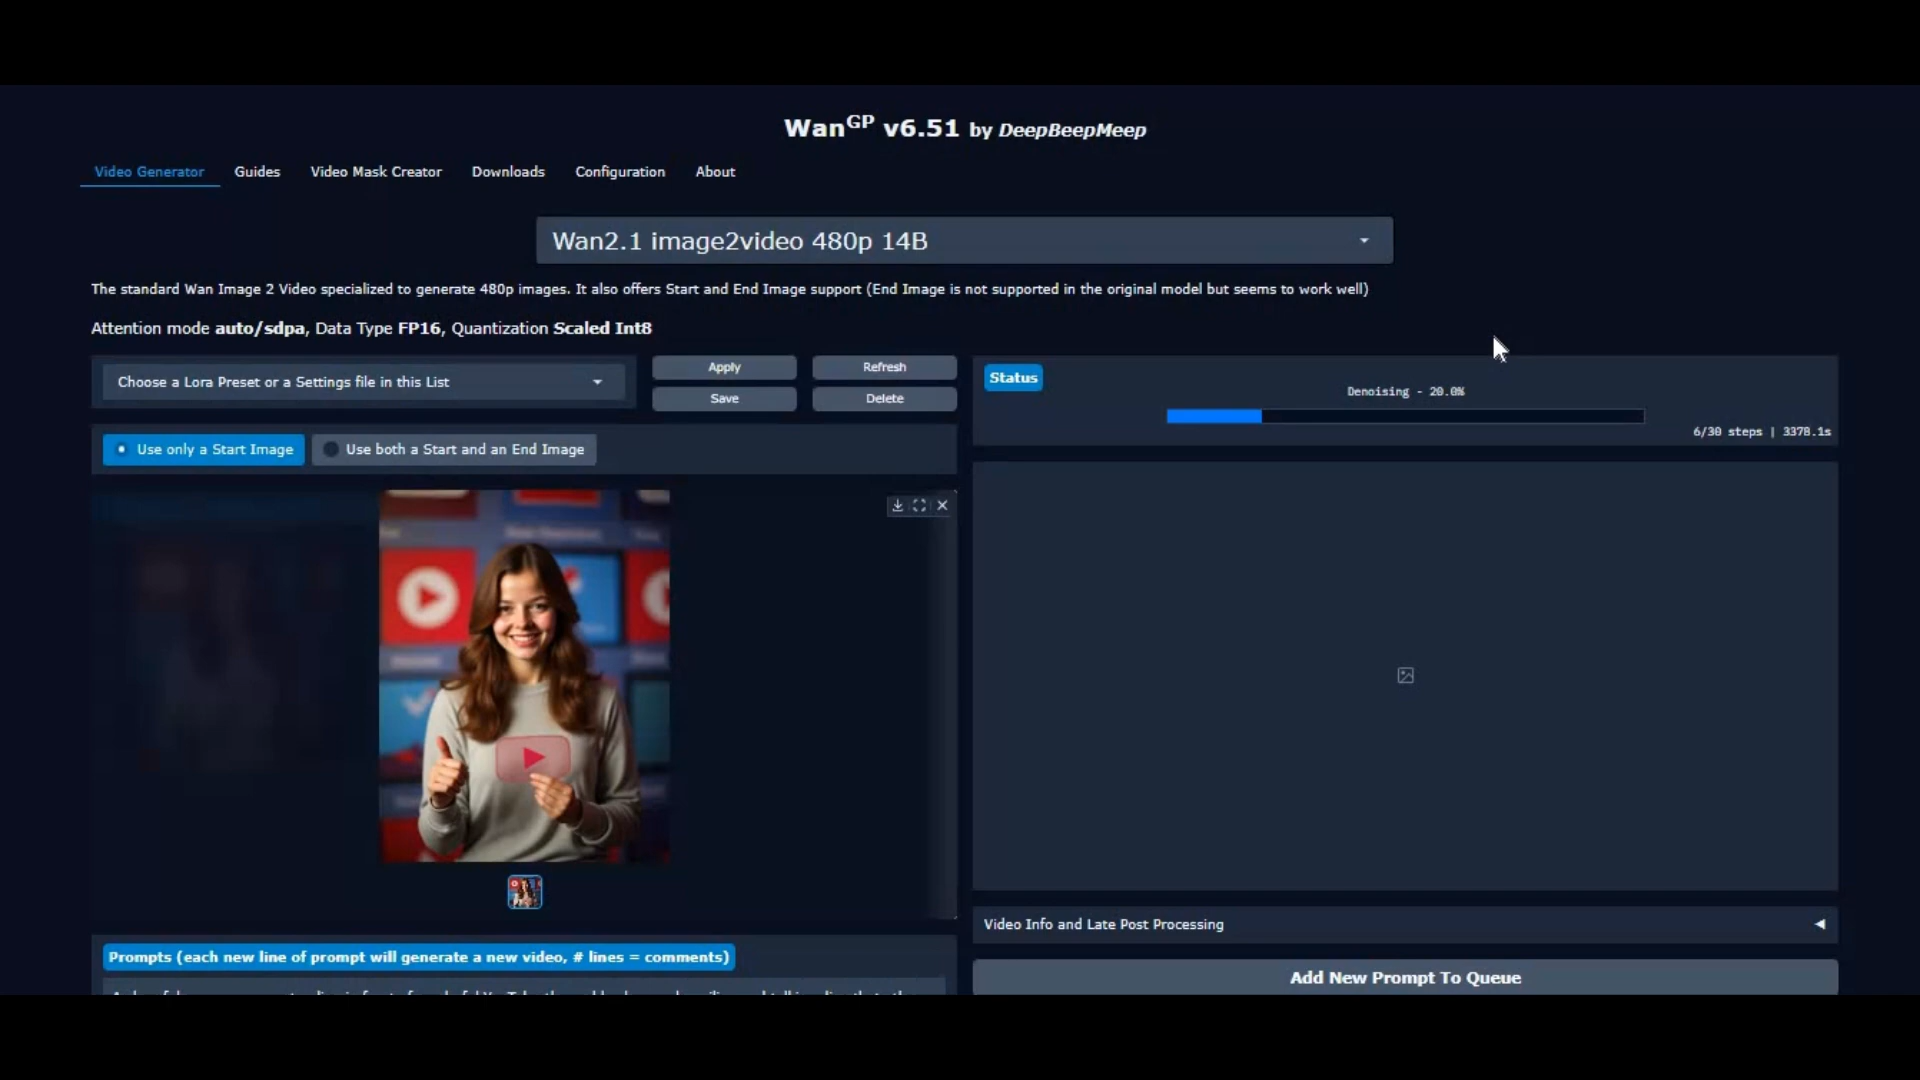 WanGP v6.51 by DeepBeepMeep
Video Generator Guides Video Mask Creator Downloads Configuration About
Wan2.1 image2video 480p 14B
The standard Wan Image 2 Video specialized to generate 480p images. It also offers Start and End Image support (End Image is not supported in the original model but seems to work well)
Attention mode auto/sdpa, Data Type FP16, Quantization Scaled Int8
Choose a Lora Preset or a Settings file in this List
Apply
Refresh
Save
Delete
Status
Denoising - 20.0%
6/30 steps | 3378.1s
Use only a Start Image
Use both a Start and an End Image
Video Info and Late Post Processing
Prompts (each new line of prompt will generate a new video, # lines = comments)
Add New Prompt To Queue